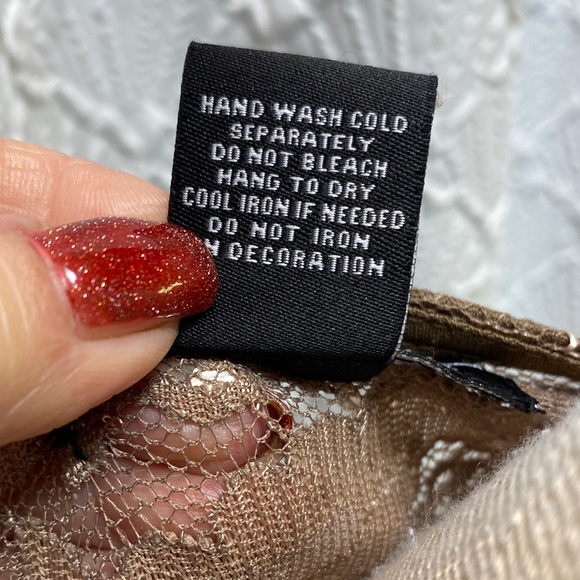 HAND WASH COLD
SEPARATELY
DO NOT BLEACH
HANG TO DRY
COOL IRON IF NEEDED
DO NOT IRON
DECORATION